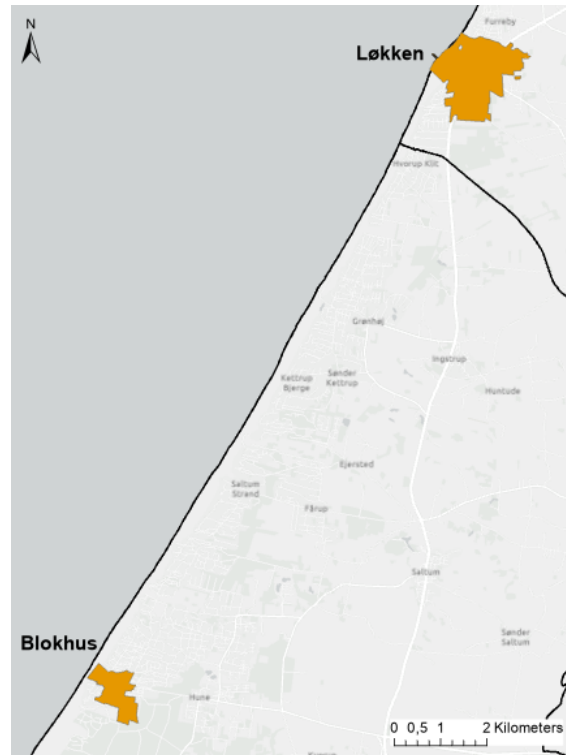 N
Furreby
Løkken
Hvorup Klit
Grønhøj
Ingstrup
Kettrup
Bjerge
Sønder
Kettrup
Huntude
Ejersted
Saltum
Strand
Fårup
Saltum
Blokhus
Sønder
Saltum
Hune
0 0,5 1 2 Kilometers